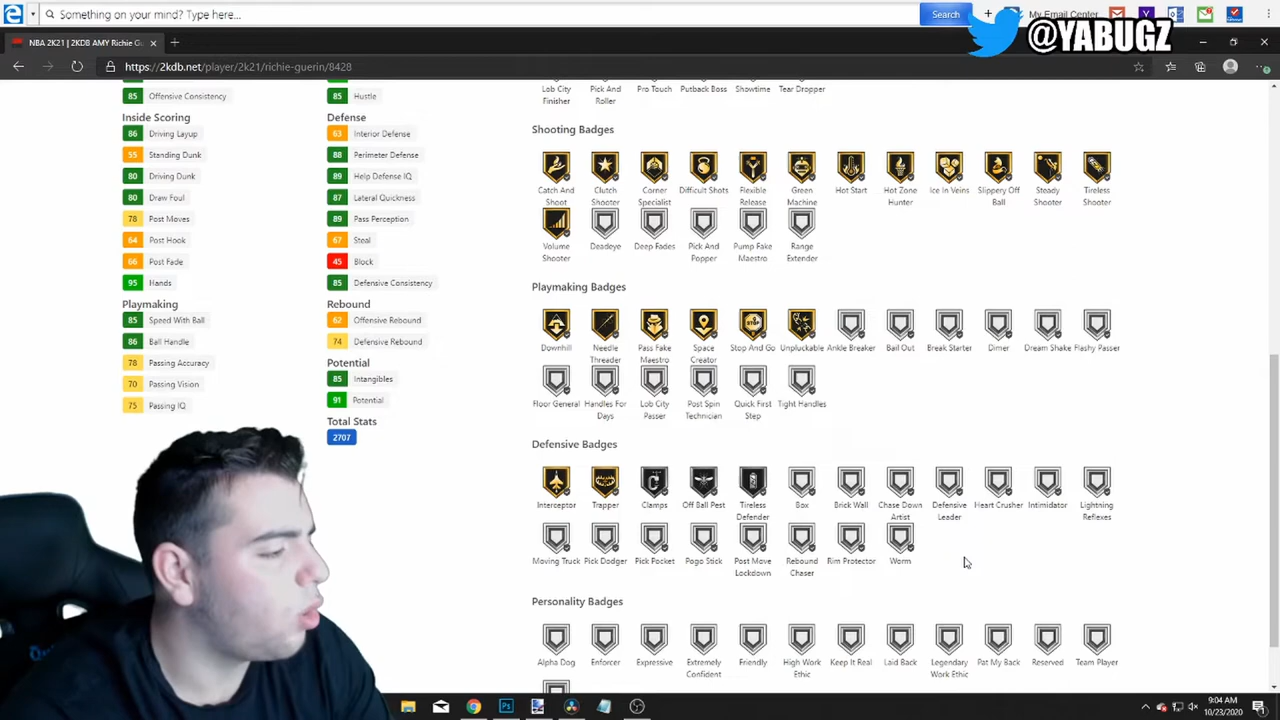 Something on your mind? Type here...
Search
My Email Center
@YABUGZ
NBA 2K21 | 2KDB AMY Richie Gu
https://2kdb.net/player/2k21/richie-guerin/8428
85 Offensive Consistency
85 Hustle
Inside Scoring
86 Driving Layup
55 Standing Dunk
80 Driving Dunk
80 Draw Foul
78 Post Moves
64 Post Hook
66 Post Fade
95 Hands
Playmaking
85 Speed With Ball
86 Ball Handle
78 Passing Accuracy
70 Passing Vision
75 Passing IQ
Defense
63 Interior Defense
88 Perimeter Defense
89 Help Defense IQ
87 Lateral Quickness
89 Pass Perception
67 Steal
45 Block
85 Defensive Consistency
Rebound
62 Offensive Rebound
74 Defensive Rebound
Potential
85 Intangibles
91 Potential
Total Stats
2707
Lob City Finisher Pick And Roller Pro Touch Putback Boss Showtime Tear Dropper
Shooting Badges
Catch And Shoot Clutch Shooter Corner Specialist Difficult Shots Flexible Release Green Machine Hot Start Hot Zone Hunter Ice In Veins Slippery Off Ball Steady Shooter Tireless Shooter
Volume Shooter Deadeye Deep Fades Pick And Popper Pump Fake Maestro Range Extender
Playmaking Badges
Downhill Needle Threader Pass Fake Maestro Space Creator Stop And Go Unpluckable Ankle Breaker Bail Out Break Starter Dimer Dream Shake Flashy Passer
Floor General Handles For Days Lob City Passer Post Spin Technician Quick First Step Tight Handles
Defensive Badges
Interceptor Trapper Clamps Off Ball Pest Tireless Defender Box Brick Wall Chase Down Artist Defensive Leader Heart Crusher Intimidator Lightning Reflexes
Moving Truck Pick Dodger Pick Pocket Pogo Stick Post Move Lockdown Rebound Chaser Rim Protector Worm
Personality Badges
Alpha Dog Enforcer Expressive Extremely Confident Friendly High Work Ethic Keep It Real Laid Back Legendary Work Ethic Pat My Back Reserved Team Player
9:04 AM
10/23/2020